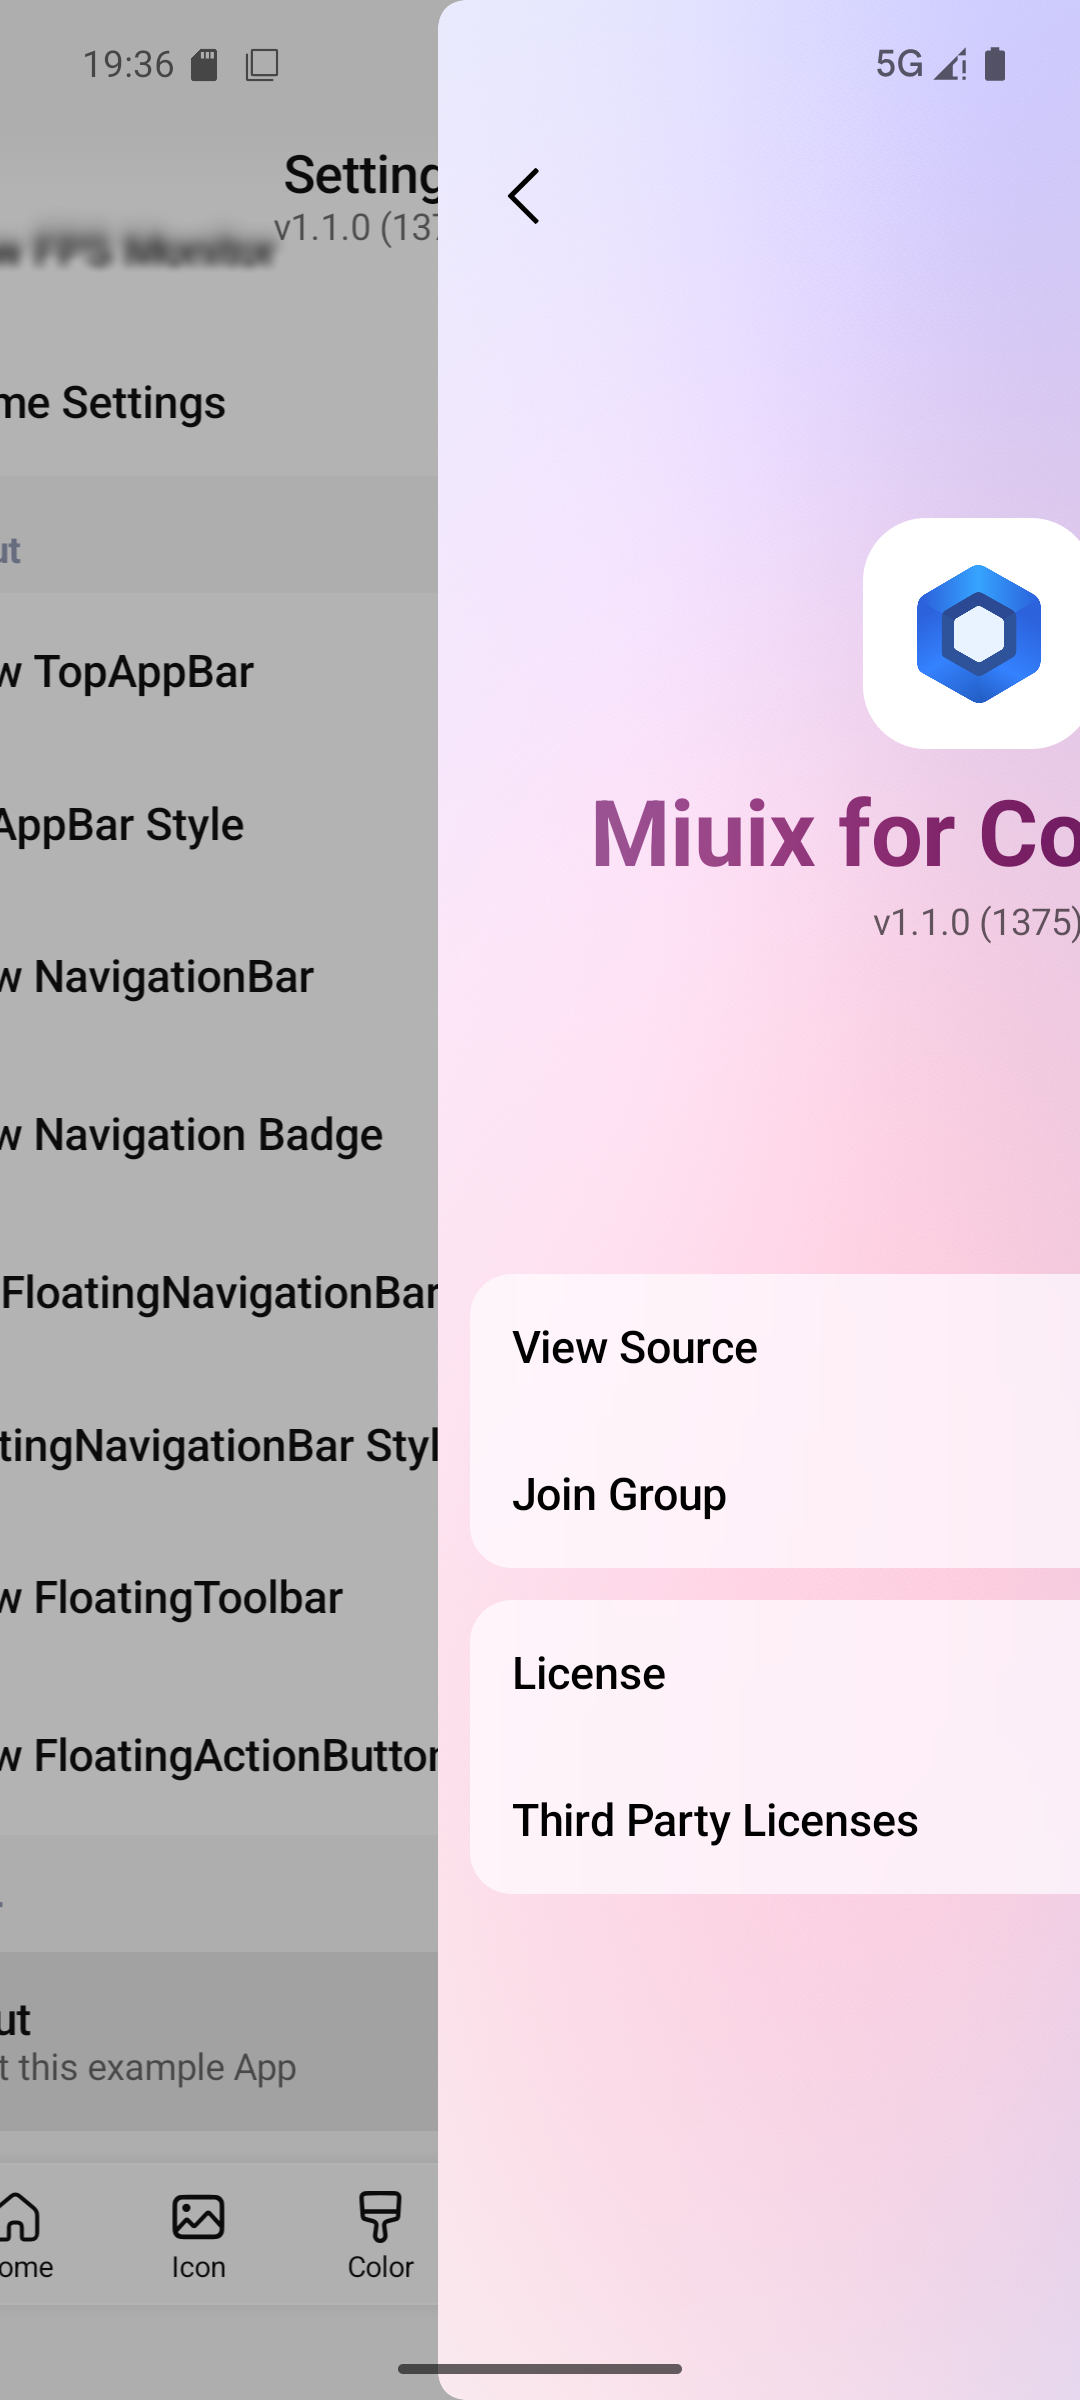 19:36
5G
Setting
v1.1.0 (137
w FPS Monitor
me Settings
ut
w TopAppBar
AppBar Style
w NavigationBar
w Navigation Badge
FloatingNavigationBar
tingNavigationBar Styl
w FloatingToolbar
w FloatingActionButton
ut
t this example App
ome
Icon
Color
Miuix for Co
v1.1.0 (1375)
View Source
Join Group
License
Third Party Licenses